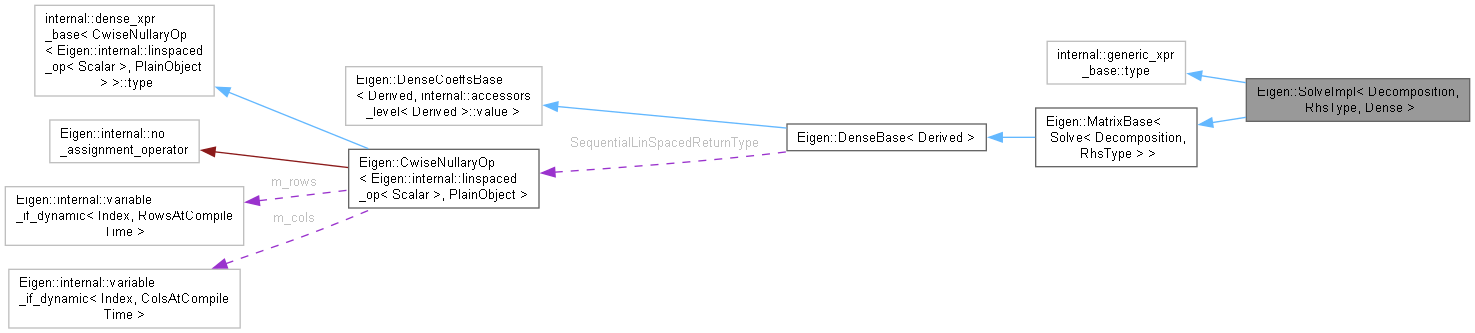 internal::dense_xpr
_base< CwiseNullaryOp
< Eigen::internal::linspaced
_op< Scalar >, PlainObject
> >::type
Eigen::internal::no
_assignment_operator
Eigen::internal::variable
_if_dynamic< Index, RowsAtCompile
Time >
Eigen::internal::variable
_if_dynamic< Index, ColsAtCompile
Time >
m_rows
m_cols
Eigen::DenseCoeffsBase
< Derived, internal::accessors
_level< Derived >::value >
Eigen::CwiseNullaryOp
< Eigen::internal::linspaced
_op< Scalar >, PlainObject >
SequentialLinSpacedReturnType
Eigen::DenseBase< Derived >
internal::generic_xpr
_base::type
Eigen::MatrixBase<
Solve< Decomposition,
RhsType > >
Eigen::SolveImpl< Decomposition,
RhsType, Dense >